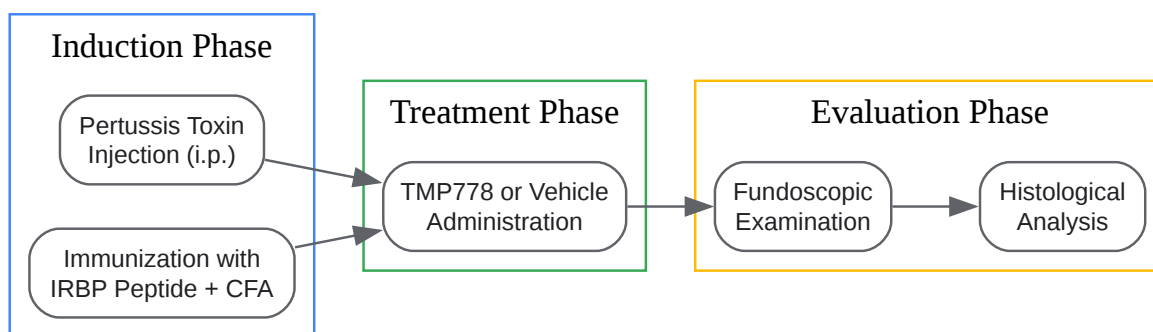 Induction Phase
Pertussis Toxin
Injection (i.p.)
Immunization with
IRBP Peptide + CFA
Treatment Phase
TMP778 or Vehicle
Administration
Evaluation Phase
Fundoscopic
Examination
Histological
Analysis